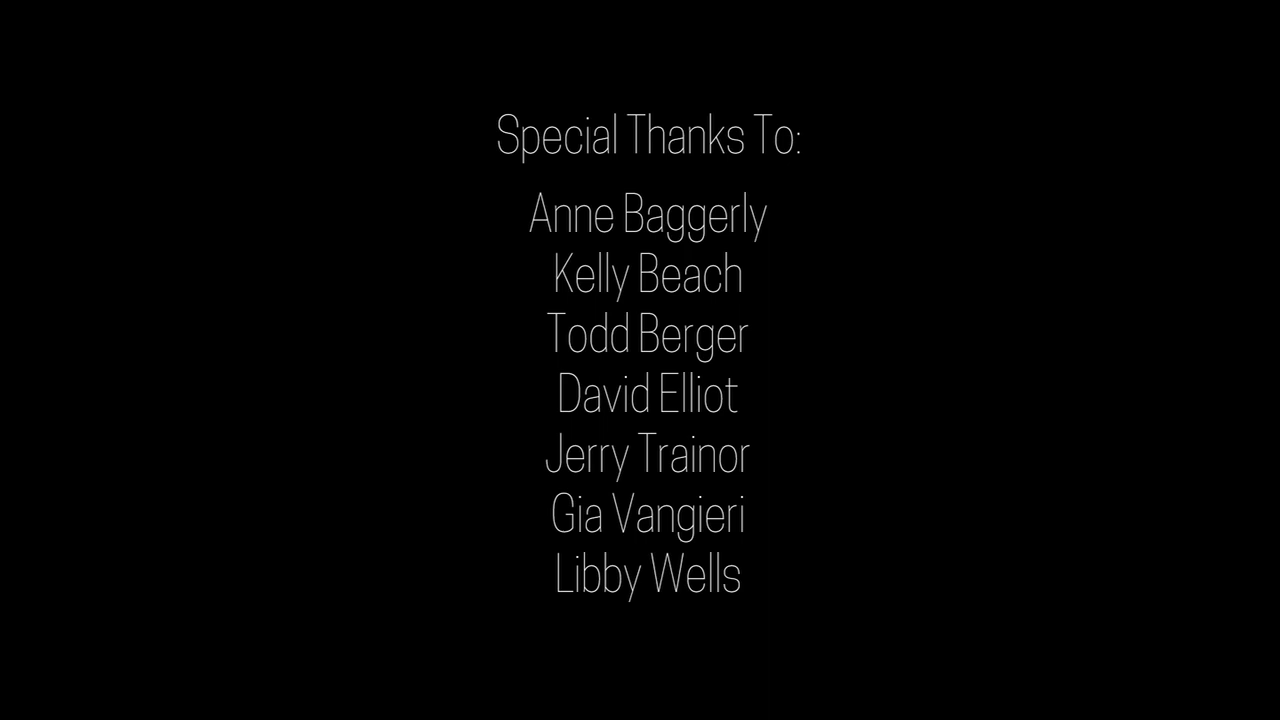 Special Thanks To:
Anne Baggerly
Kelly Beach
Todd Berger
David Elliot
Jerry Trainor
Gia Vangieri
Libby Wells